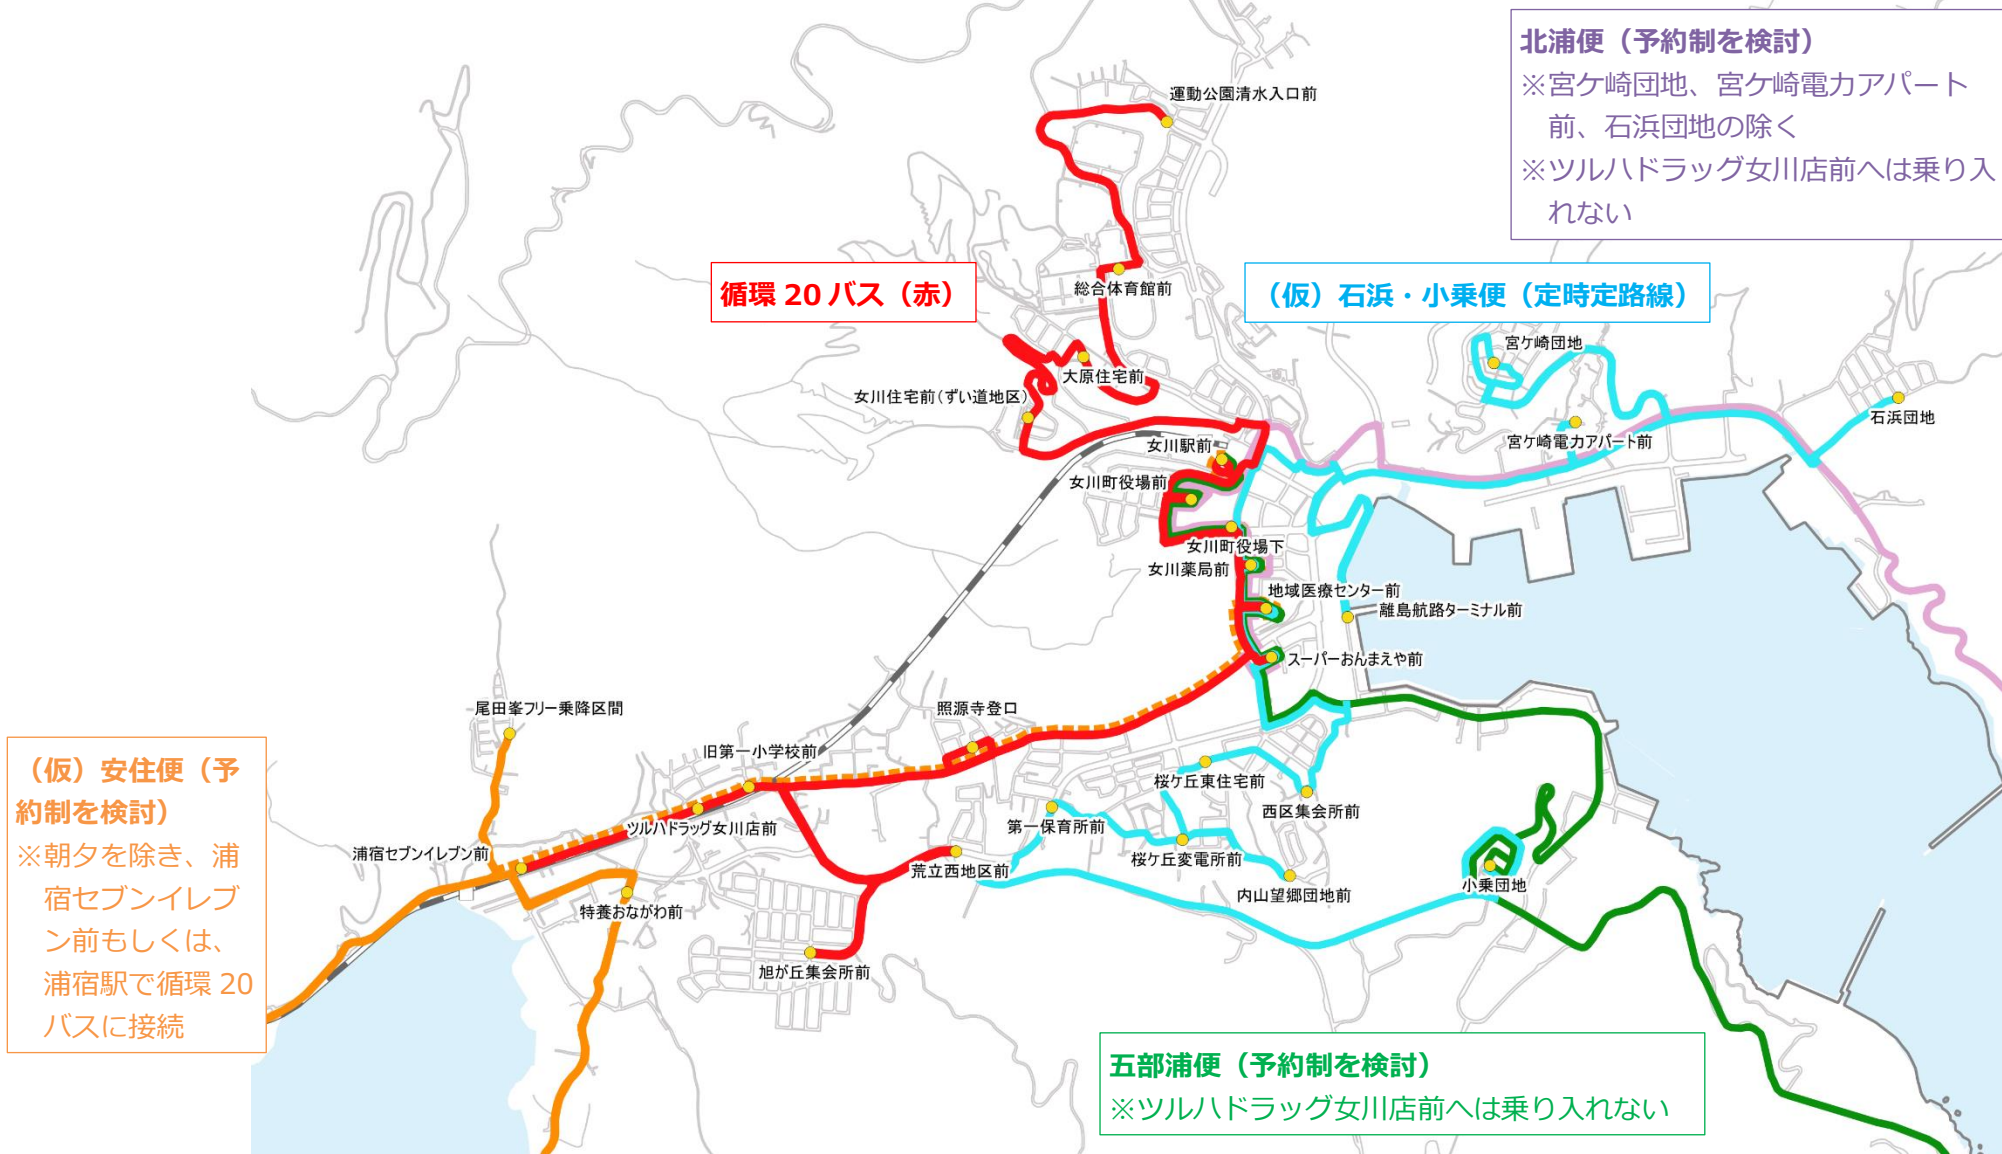 北浦便（予約制を検討）
※宮ケ崎団地、宮ケ崎電力アパート
前、石浜団地の除く
※ツルハドラッグ女川店前へは乗り入
れない
運動公園清水入口前
循環 20 バス（赤）
総合体育館前
（仮）石浜・小乗便（定時定路線）
宮ケ崎団地
大原住宅前
女川住宅前(ずい道地区)
石浜団地
宮ケ崎電力アパート前
女川駅前
女川町役場前
女川町役場下
女川薬局前
地域医療センター前
離島航路ターミナル前
スーパーおんまえや前
尾田峯フリー乗降区間
照源寺登口
旧第一小学校前
（仮）安住便（予
約制を検討）
※朝夕を除き、浦
宿セブンイレブ
ン前もしくは、
浦宿駅で循環 20
バスに接続
桜ケ丘東住宅前
西区集会所前
ツルハドラッグ女川店前
第一保育所前
浦宿セブンイレブン前
桜ケ丘変電所前
荒立西地区前
小乗団地
内山望郷団地前
特養おながわ前
旭が丘集会所前
五部浦便（予約制を検討）
※ツルハドラッグ女川店前へは乗り入れない